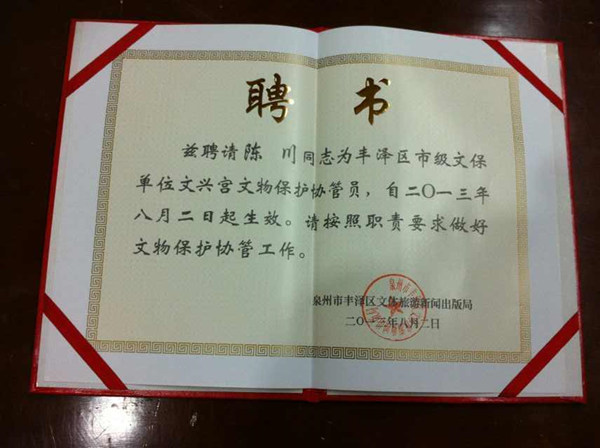 聘书
兹聘请陈 川同志为丰泽区市级文保
单位文兴宫文物保护协管员，自二〇一三年
八月二日起生效。请按照职责要求做好
文物保护协管工作。
泉州市丰泽区文体旅游新闻出版局
二〇一三年八月二日